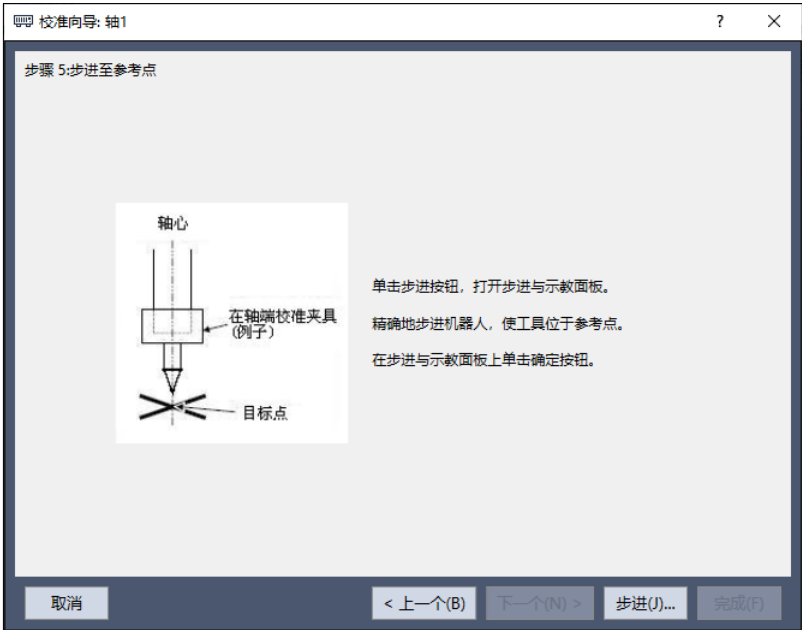 校准向导: 轴1
?
步骤 5:步进至参考点
轴心
在轴端校准夹具
(例子)
目标点
单击步进按钮，打开步进与示教面板。
精确地步进机器人，使工具位于参考点。
在步进与示教面板上单击确定按钮。
取消
< 上一个(B)
下一个(N) >
步进(J)...
完成(F)